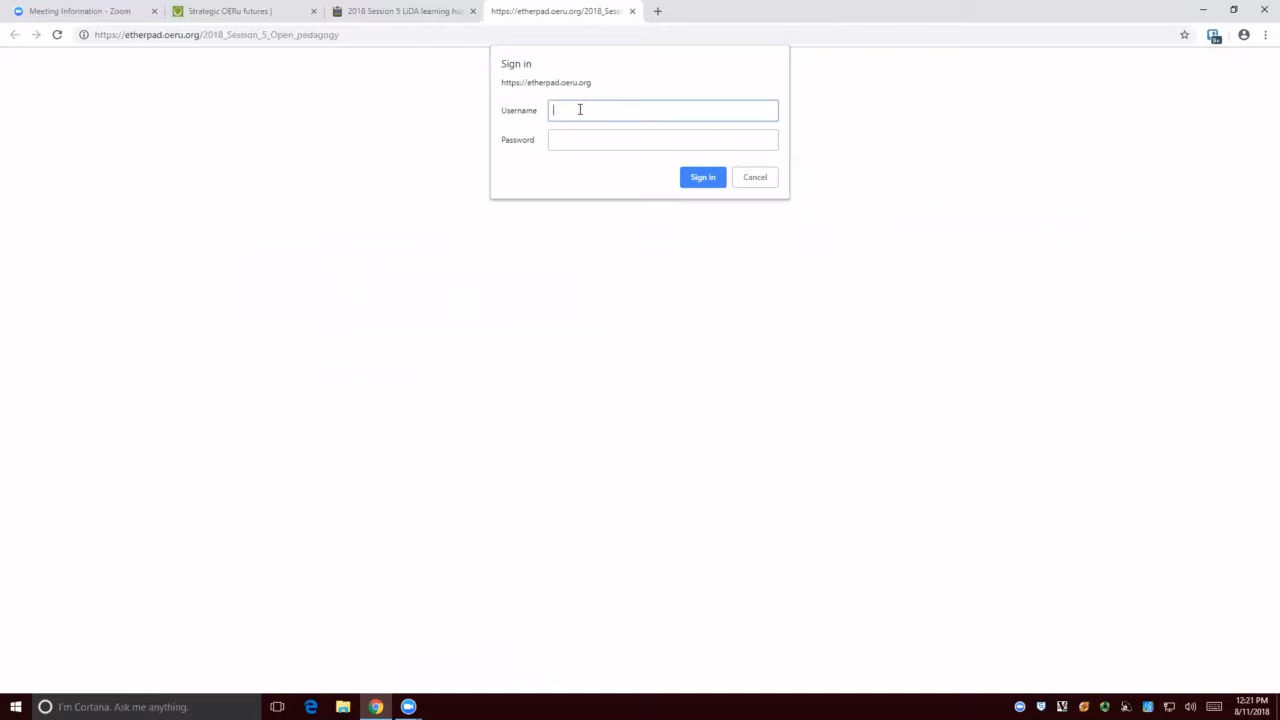 Meeting Information - Zoom
Strategic OERu futures |
2018 Session 5 LiDA learning hu
https://etherpad.oeru.org/2018_Ses
https://etherpad.oeru.org/2018_Session_5_Open_pedagogy
9+
Sign in
https://etherpad.oeru.org
Username
Password
Sign in
Cancel
I'm Cortana. Ask me anything.
12:21 PM
8/11/2018